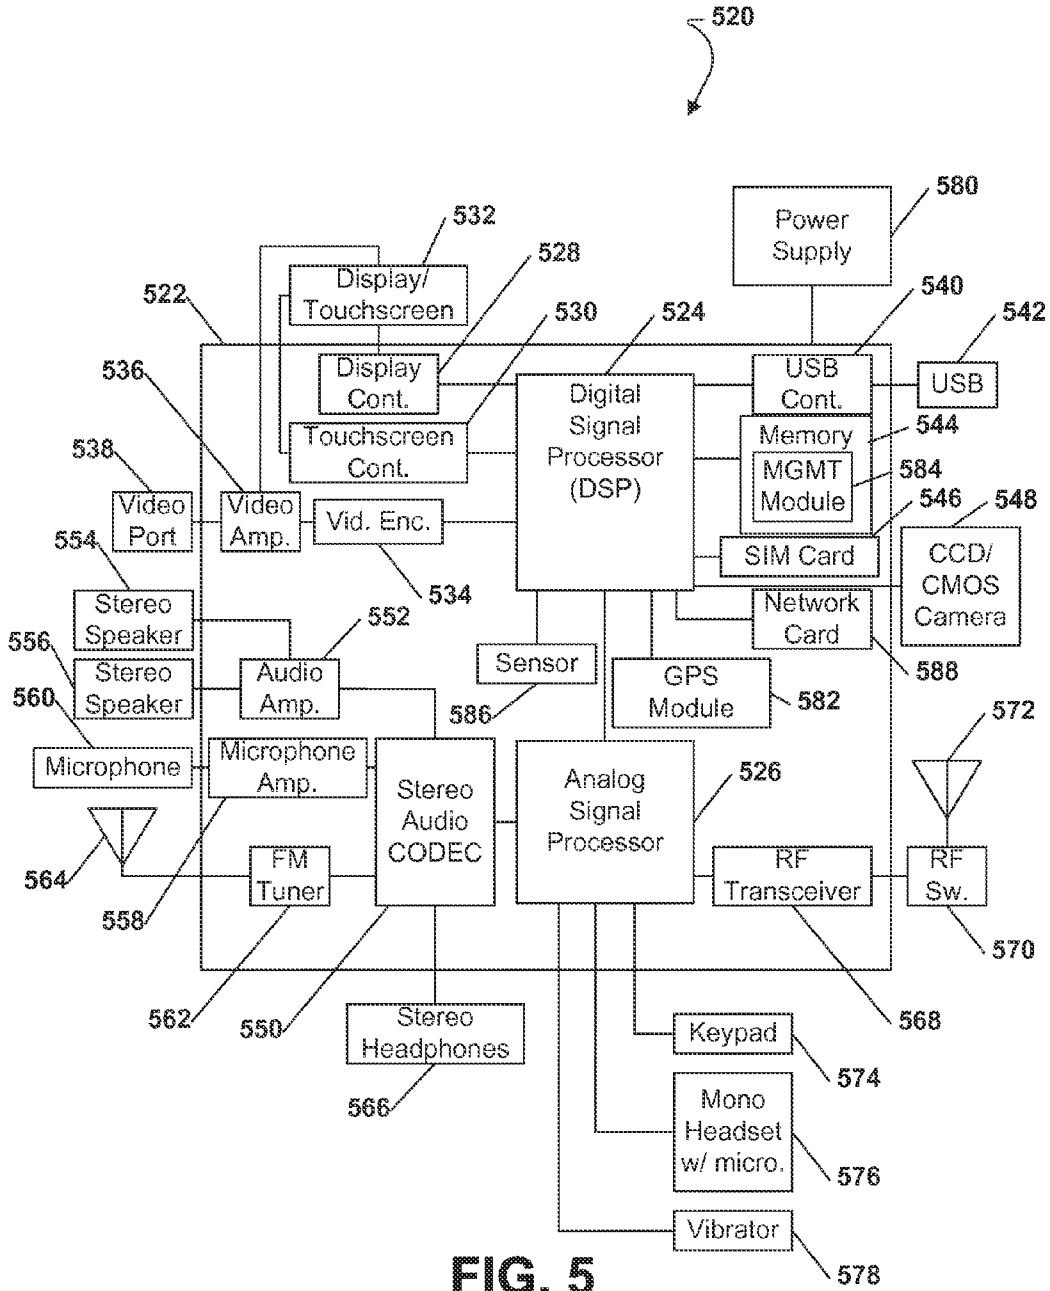 520
580
Power
Supply
532
528
540
542
522
Display/
Touchscreen
530
524
536
Display
Cont.
Digital
Signal
Processor
(DSP)
USB
Cont.
USB
538
Touchscreen
Cont.
Memory
544
MGMT
Module
584
546
548
Video
Port
Video
Amp.
Vid. Enc.
554
534
SIM Card
CCD/
CMOS
Camera
Stereo
Speaker
552
Network
Card
556
Stereo
Speaker
Audio
Amp.
Sensor
GPS
Module
588
586
582
560
572
Microphone
Microphone
Amp.
Stereo
Audio
CODEC
Analog
Signal
Processor
526
564
FM
Tuner
RF
Transceiver
RF
Sw.
558
570
562
550
568
Stereo
Headphones
Keypad
574
566
Mono
Headset
w/ micro.
576
Vibrator
578
FIG. 5